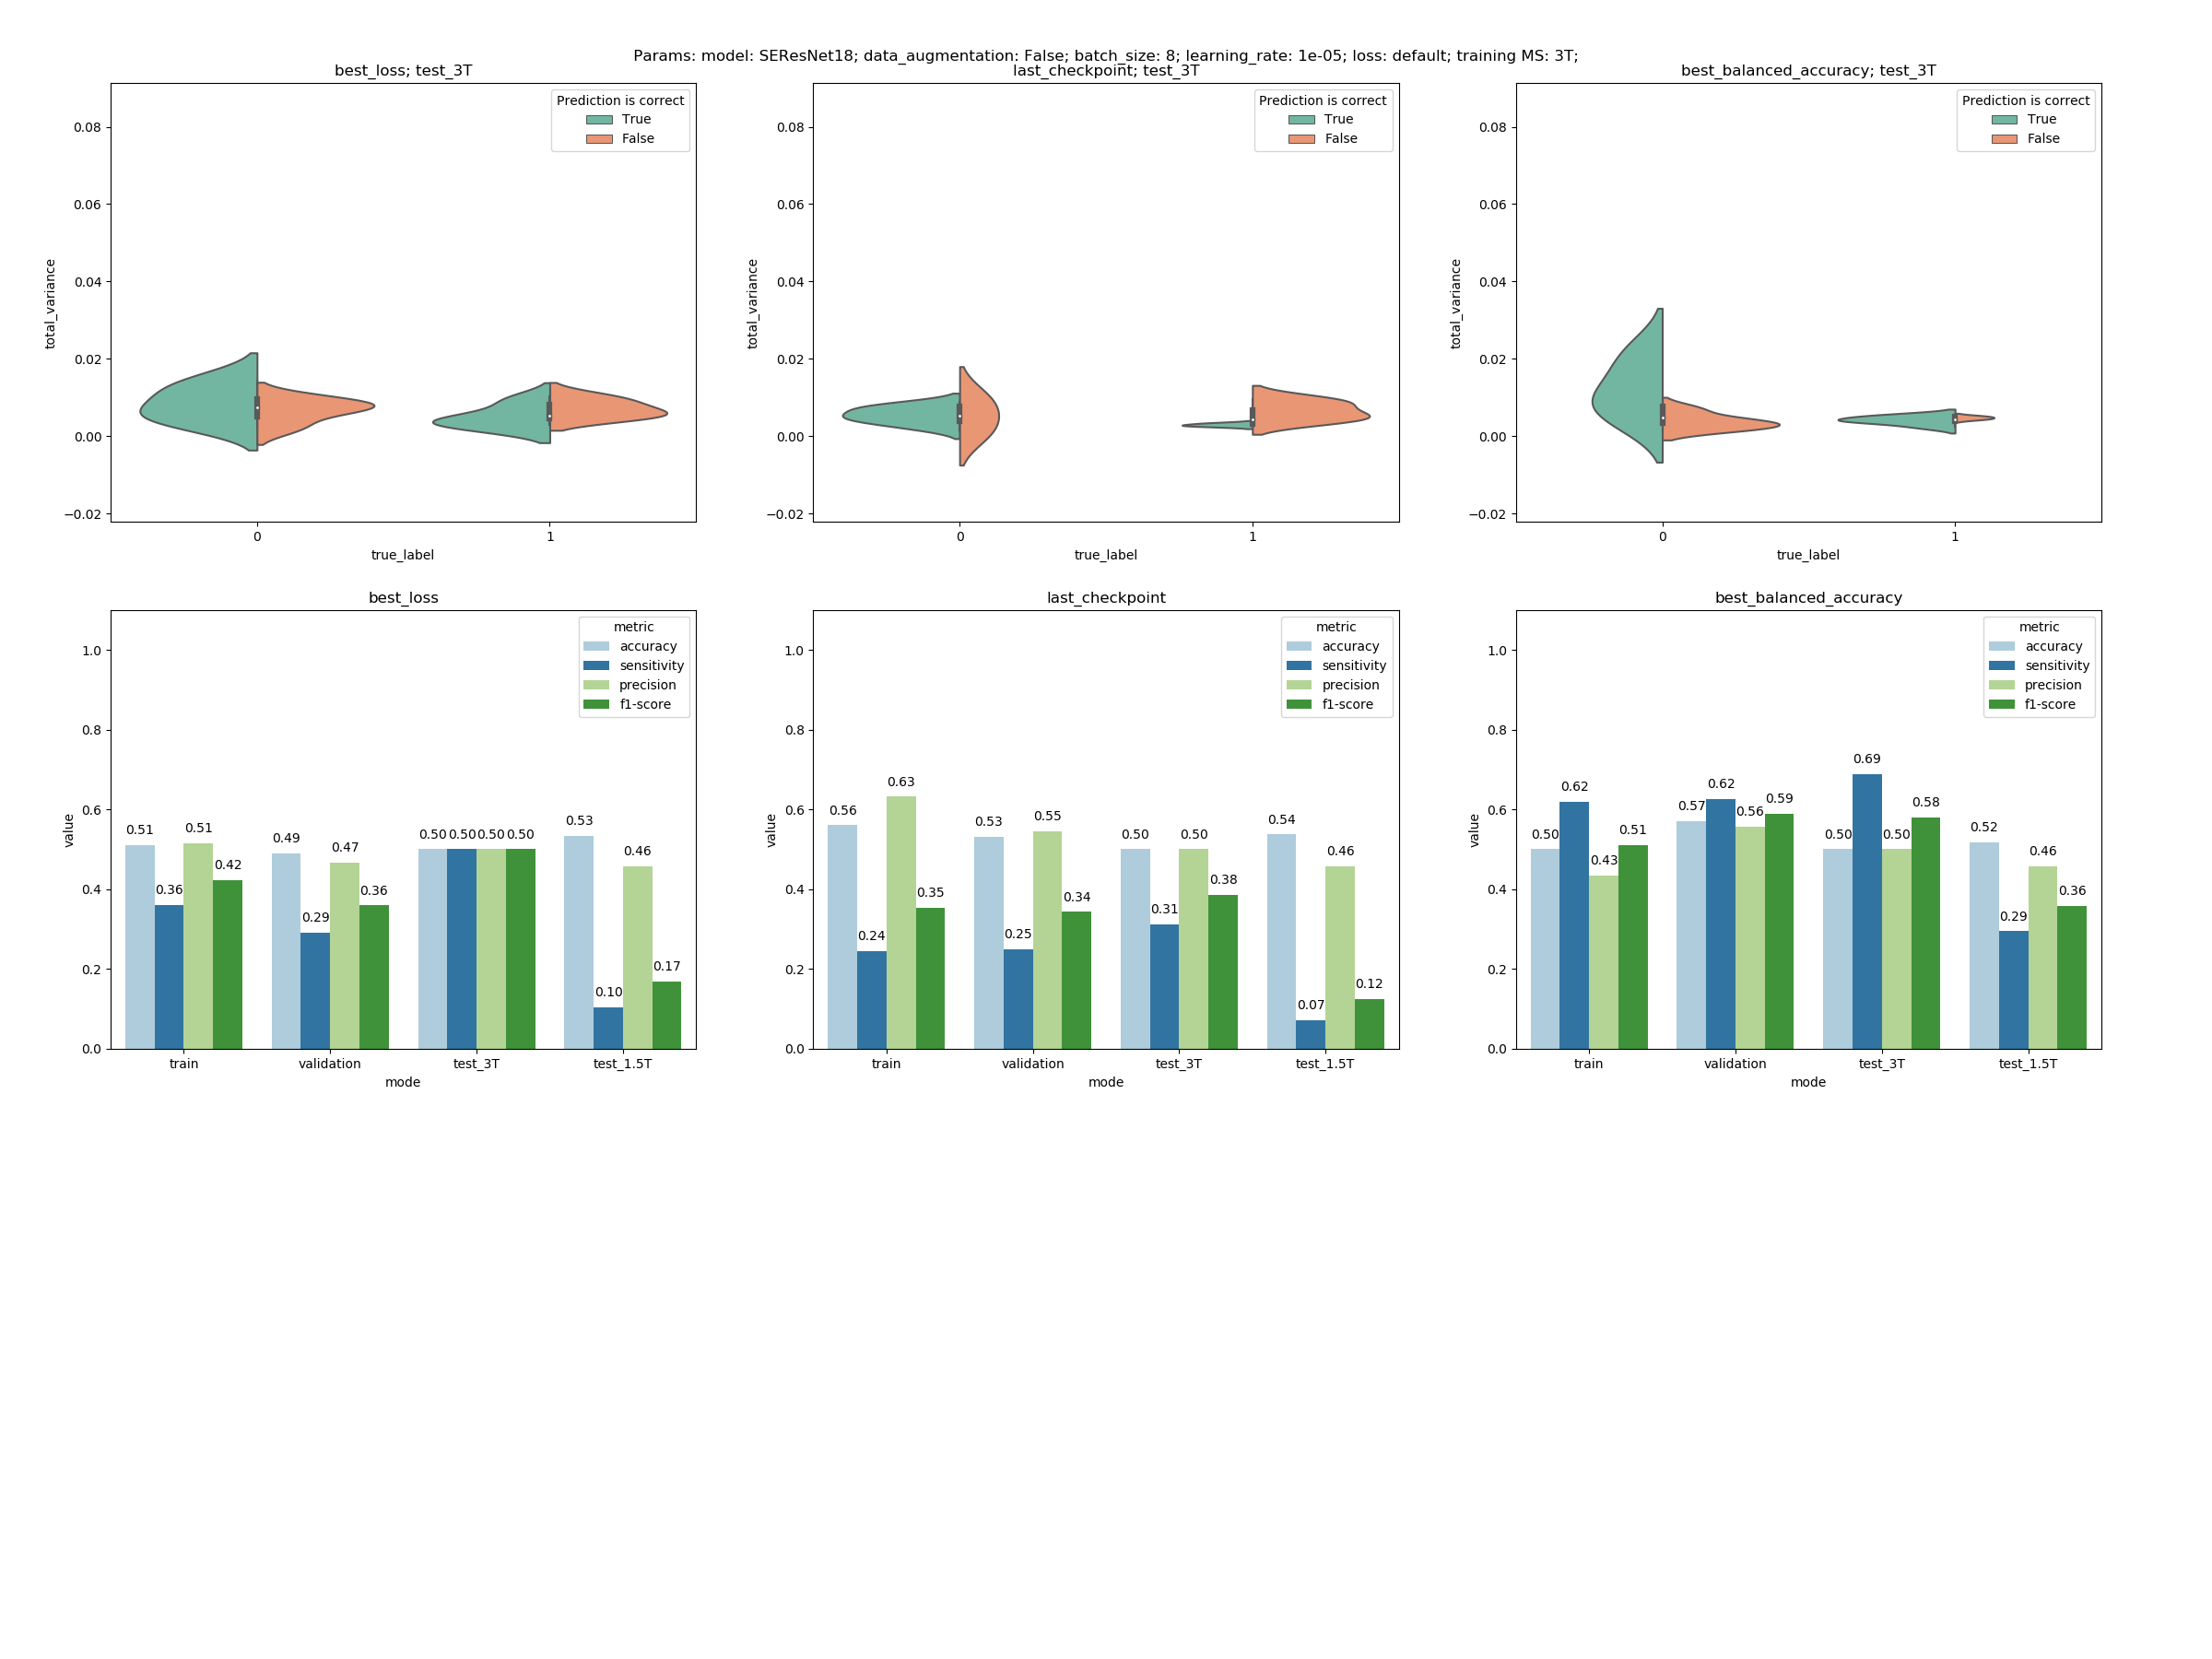 Params: model: SEResNet18; data_augmentation: False; batch_size: 8; learning_rate: 1e-05; loss: default; training MS: 3T;
best_loss; test_3T
Prediction is correct
True
False
0.08
0.06
0.04
0.02
0.00
−0.02
total_variance
0
1
true_label
last_checkpoint; test_3T
Prediction is correct
True
False
0.08
0.06
0.04
0.02
0.00
−0.02
total_variance
0
1
true_label
best_balanced_accuracy; test_3T
Prediction is correct
True
False
0.08
0.06
0.04
0.02
0.00
−0.02
total_variance
0
1
true_label
best_loss
metric
accuracy
sensitivity
precision
f1-score
1.0
0.8
0.6
0.4
0.2
0.0
value
0.51
0.36
0.51
0.42
0.49
0.29
0.47
0.36
0.50
0.50
0.50
0.50
0.53
0.10
0.46
0.17
train
validation
test_3T
test_1.5T
mode
last_checkpoint
metric
accuracy
sensitivity
precision
f1-score
1.0
0.8
0.6
0.4
0.2
0.0
value
0.56
0.24
0.63
0.35
0.53
0.25
0.55
0.34
0.50
0.31
0.50
0.38
0.54
0.07
0.46
0.12
train
validation
test_3T
test_1.5T
mode
best_balanced_accuracy
metric
accuracy
sensitivity
precision
f1-score
1.0
0.8
0.6
0.4
0.2
0.0
value
0.50
0.62
0.43
0.51
0.57
0.62
0.56
0.59
0.50
0.69
0.50
0.58
0.52
0.29
0.46
0.36
train
validation
test_3T
test_1.5T
mode